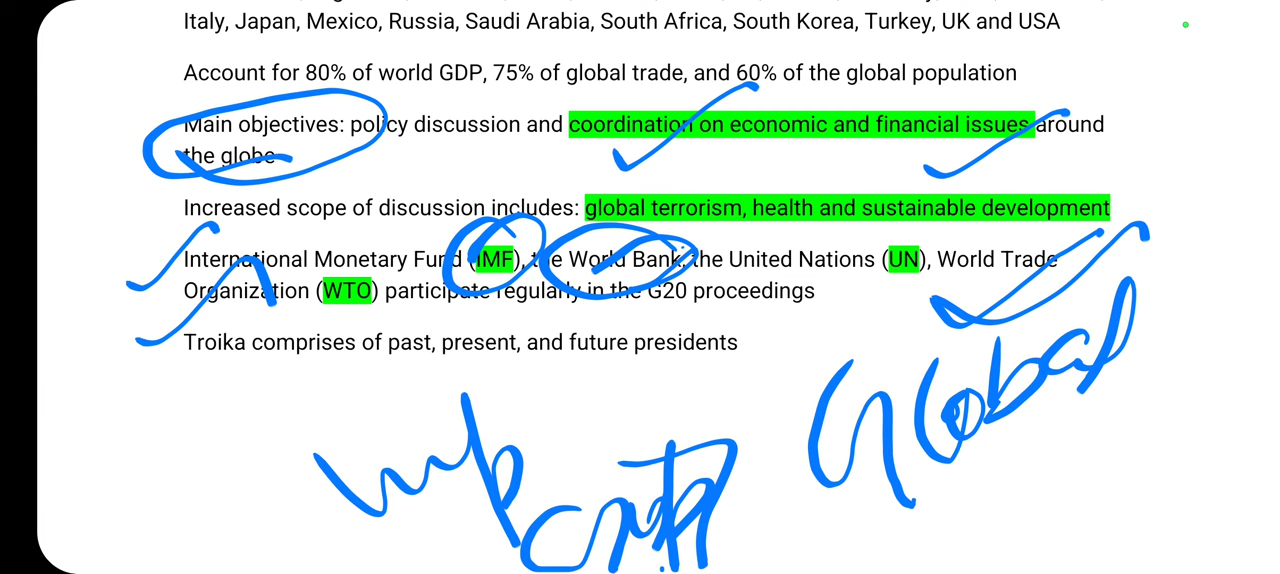 Italy, Japan, Mexico, Russia, Saudi Arabia, South Africa, South Korea, Turkey, UK and USA
Account for 80% of world GDP, 75% of global trade, and 60% of the global population
Main objectives: policy discussion and coordination on economic and financial issues around
the globe
Increased scope of discussion includes: global terrorism, health and sustainable development
International Monetary Fund (IMF), the World Bank, the United Nations (UN), World Trade
Organization (WTO) participate regularly in the G20 proceedings
Troika comprises of past, present, and future presidents
Global